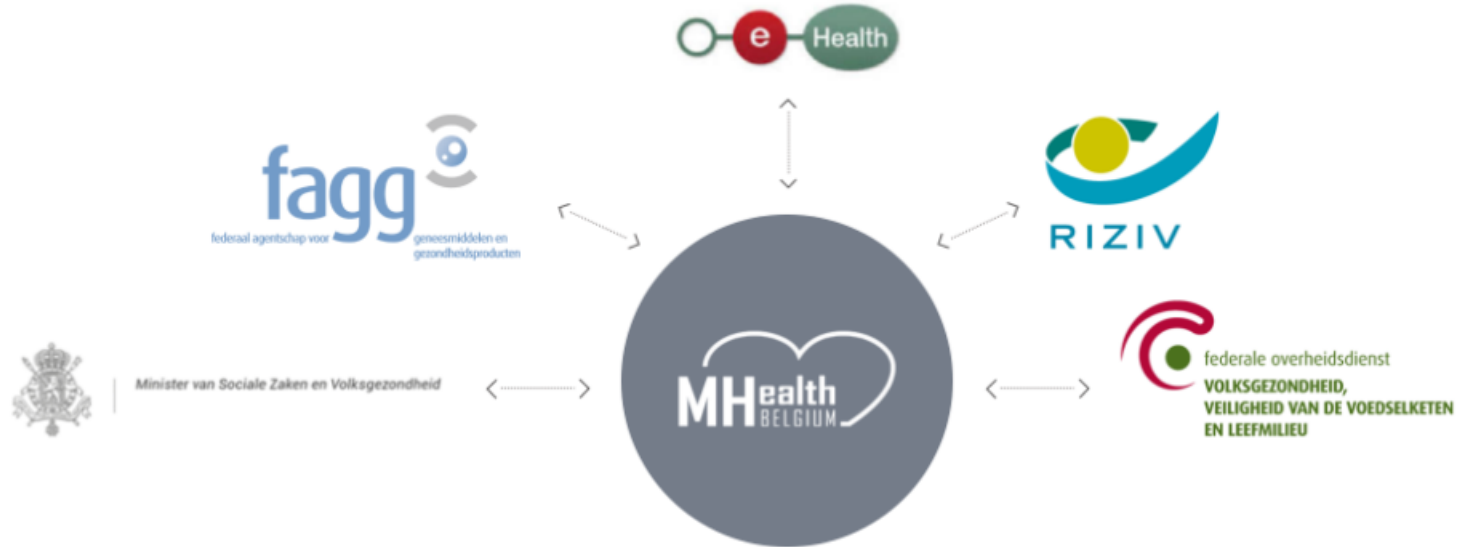 e Health
fagg
federaal agentschap voor
geneesmiddelen en
gezondheidsproducten
RIZIV
Minister van Sociale Zaken en Volksgezondheid
MHealth
BELGIUM
federale overheidsdienst
VOLKSGEZONDHEID,
VEILIGHEID VAN DE VOEDSELKETEN
EN LEEFMILIEU